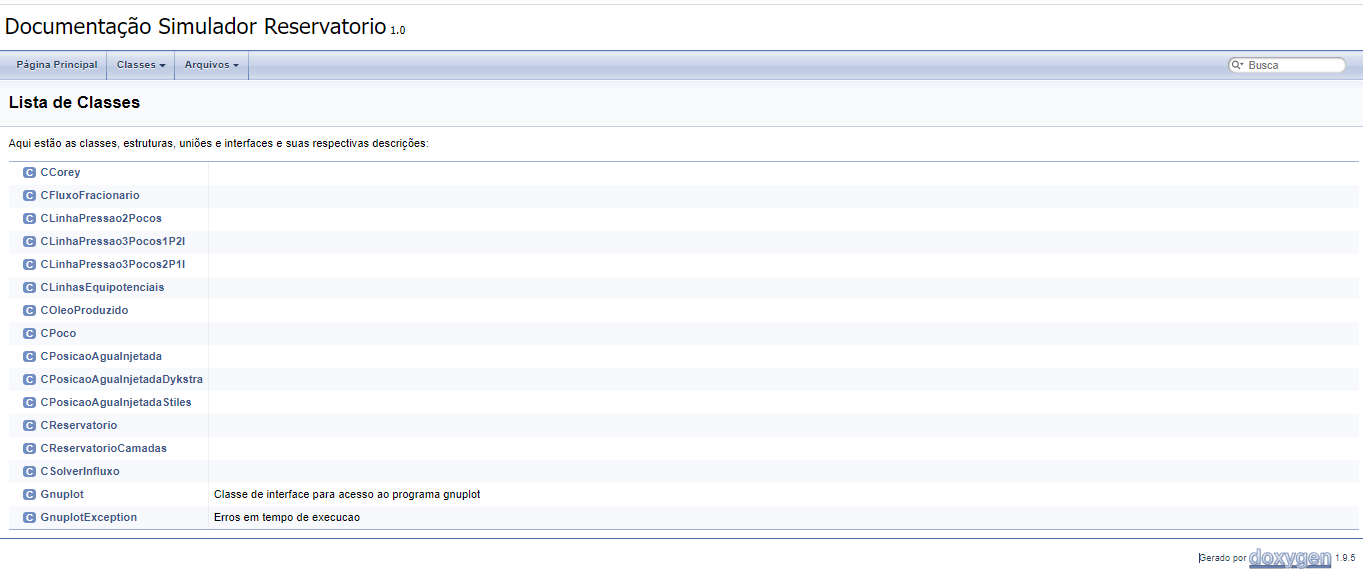 Documentação Simulador Reservatorio 1.0
Página Principal Classes Arquivos Busca
Lista de Classes
Aqui estão as classes, estruturas, uniões e interfaces e suas respectivas descrições:
C CCorey
C CFluxoFracionario
C CLinhaPressao2Pocos
C CLinhaPressao3Pocos1P2I
C CLinhaPressao3Pocos2P1I
C CLinhasEquipotenciais
C COleoProduzido
C CPoco
C CPosicaoAguaInjetada
C CPosicaoAguaInjetadaDykstra
C CPosicaoAguaInjetadaStiles
C CReservatorio
C CReservatorioCamadas
C CSolverInfluxo
C Gnuplot Classe de interface para acesso ao programa gnuplot
C GnuplotException Erros em tempo de execucao
Gerado por doxygen 1.9.5